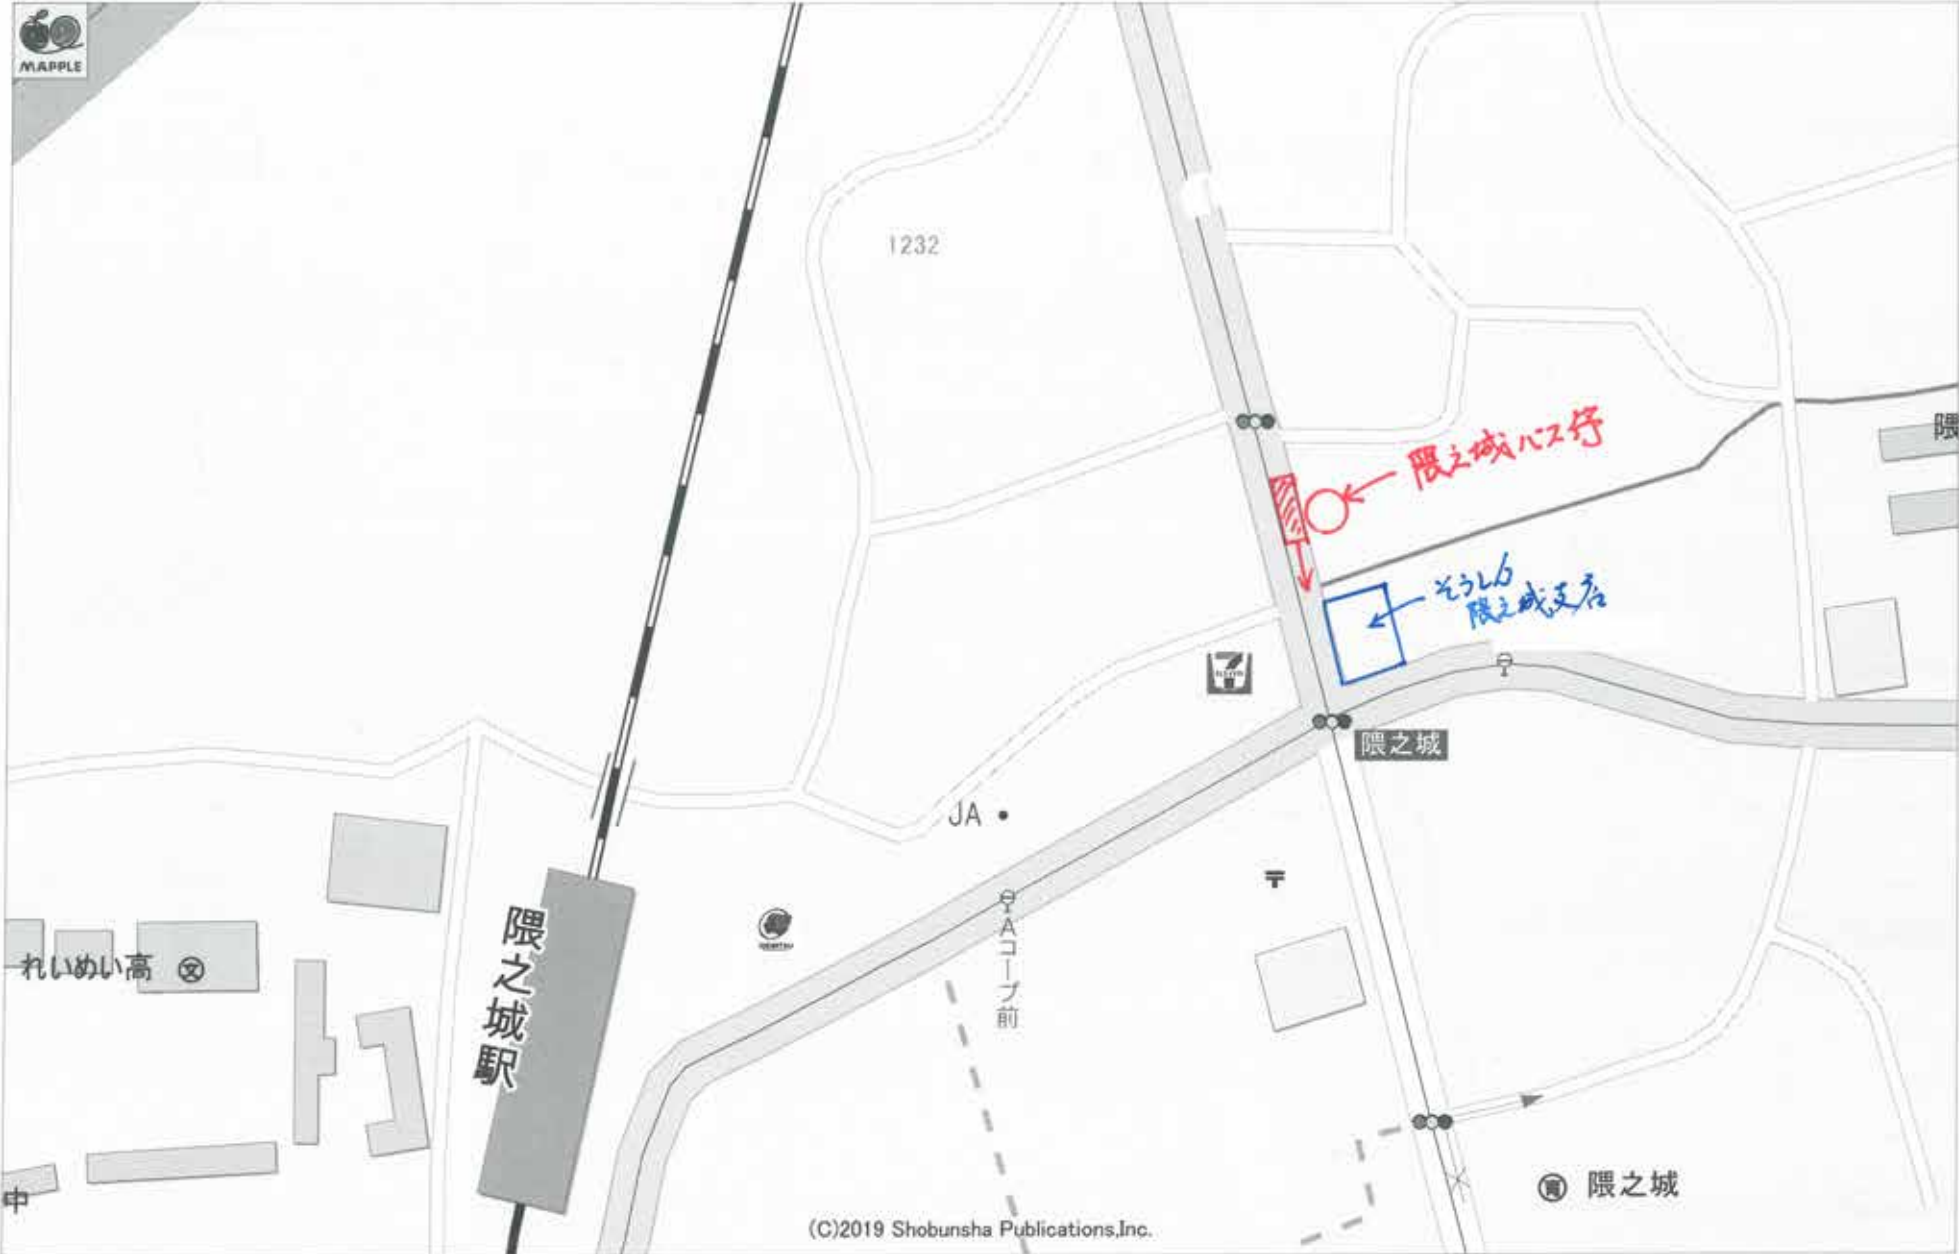 MAPPLE
1232
隈之城バス停
そうしん
隈之城支店
隈
隈之城
JA
〒
Aコープ前
隈之城駅
れいめい高
文
中
隈之城
(C)2019 Shobunsha Publications,Inc.